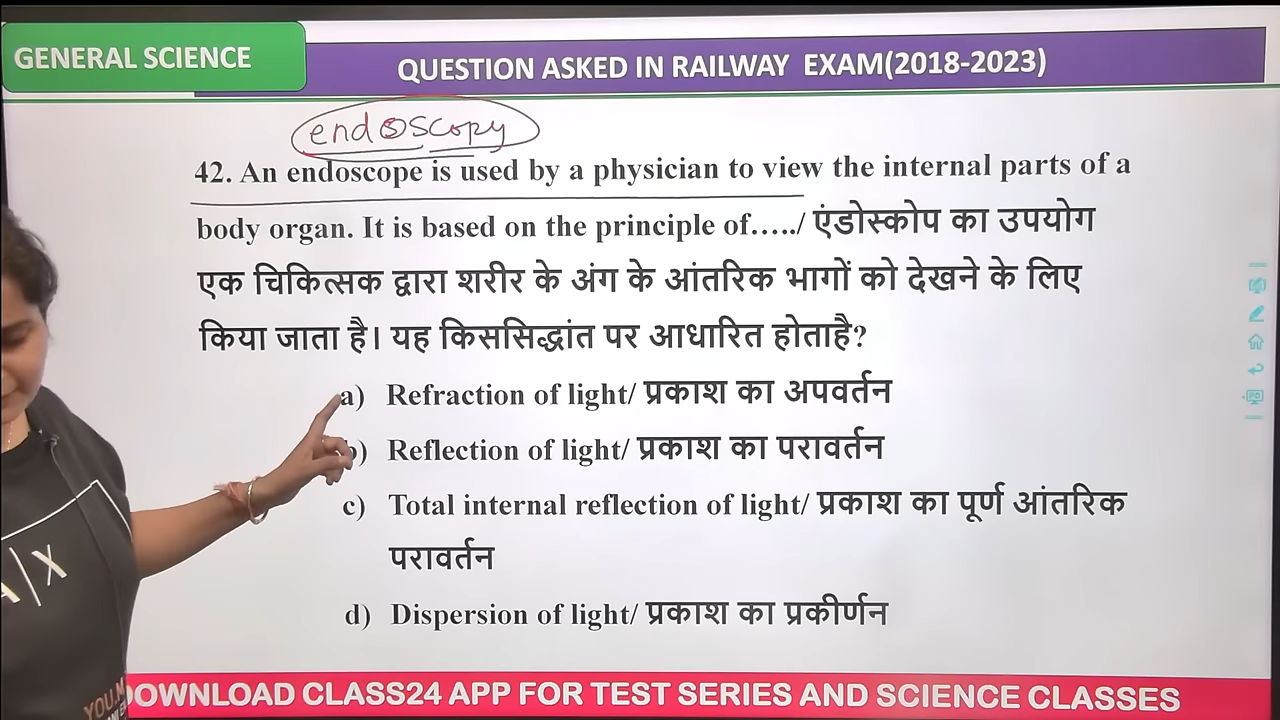 GENERAL SCIENCE
QUESTION ASKED IN RAILWAY EXAM(2018-2023)
endoscopy
42. An endoscope is used by a physician to view the internal parts of a
body organ. It is based on the principle of…../ एंडोस्कोप का उपयोग
एक चिकित्सक द्वारा शरीर के अंग के आंतरिक भागों को देखने के लिए
किया जाता है। यह किससिद्धांत पर आधारित होताहै?
a) Refraction of light/ प्रकाश का अपवर्तन
b) Reflection of light/ प्रकाश का परावर्तन
c) Total internal reflection of light/ प्रकाश का पूर्ण आंतरिक
परावर्तन
d) Dispersion of light/ प्रकाश का प्रकीर्णन
A|X
DOWNLOAD CLASS24 APP FOR TEST SERIES AND SCIENCE CLASSES